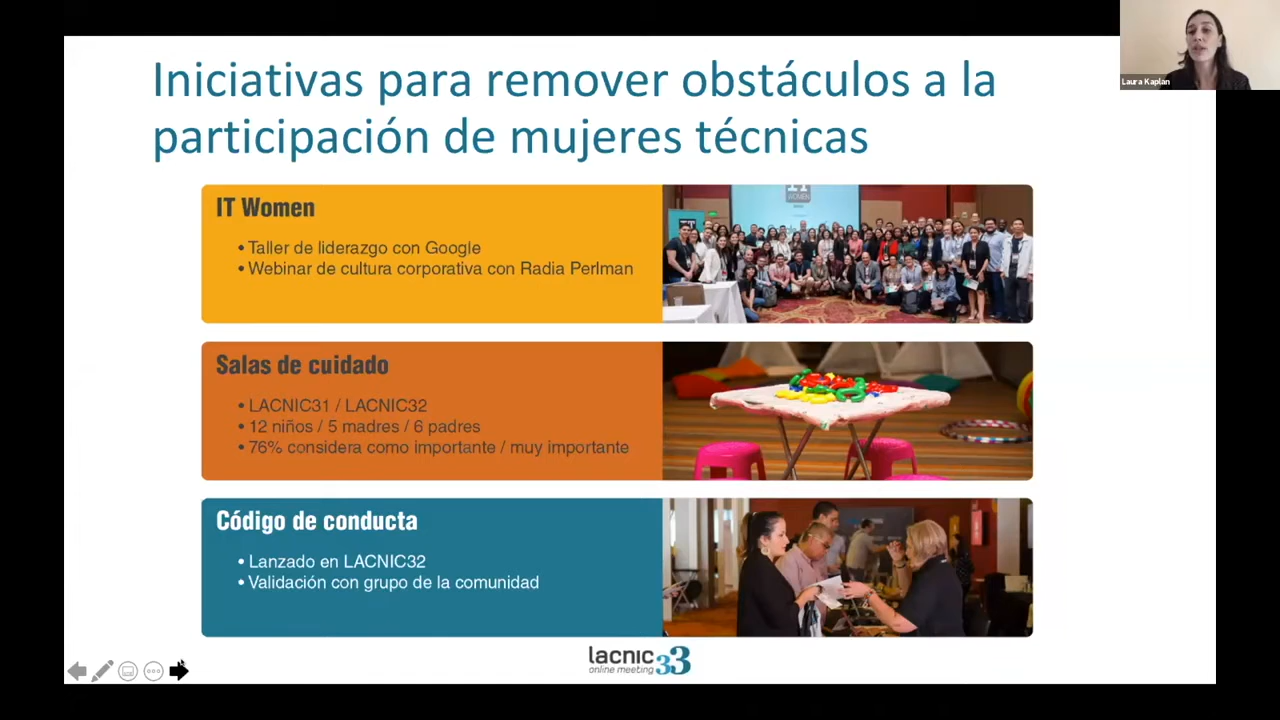 Iniciativas para remover obstáculos a la
participación de mujeres técnicas
Laura Kaplan
IT Women
• Taller de liderazgo con Google
• Webinar de cultura corporativa con Radia Perlman
IT
WOMEN
Salas de cuidado
• LACNIC31 / LACNIC32
• 12 niños / 5 madres / 6 padres
• 76% considera como importante / muy importante
Código de conducta
• Lanzado en LACNIC32
• Validación con grupo de la comunidad
lacnic 33
online meeting